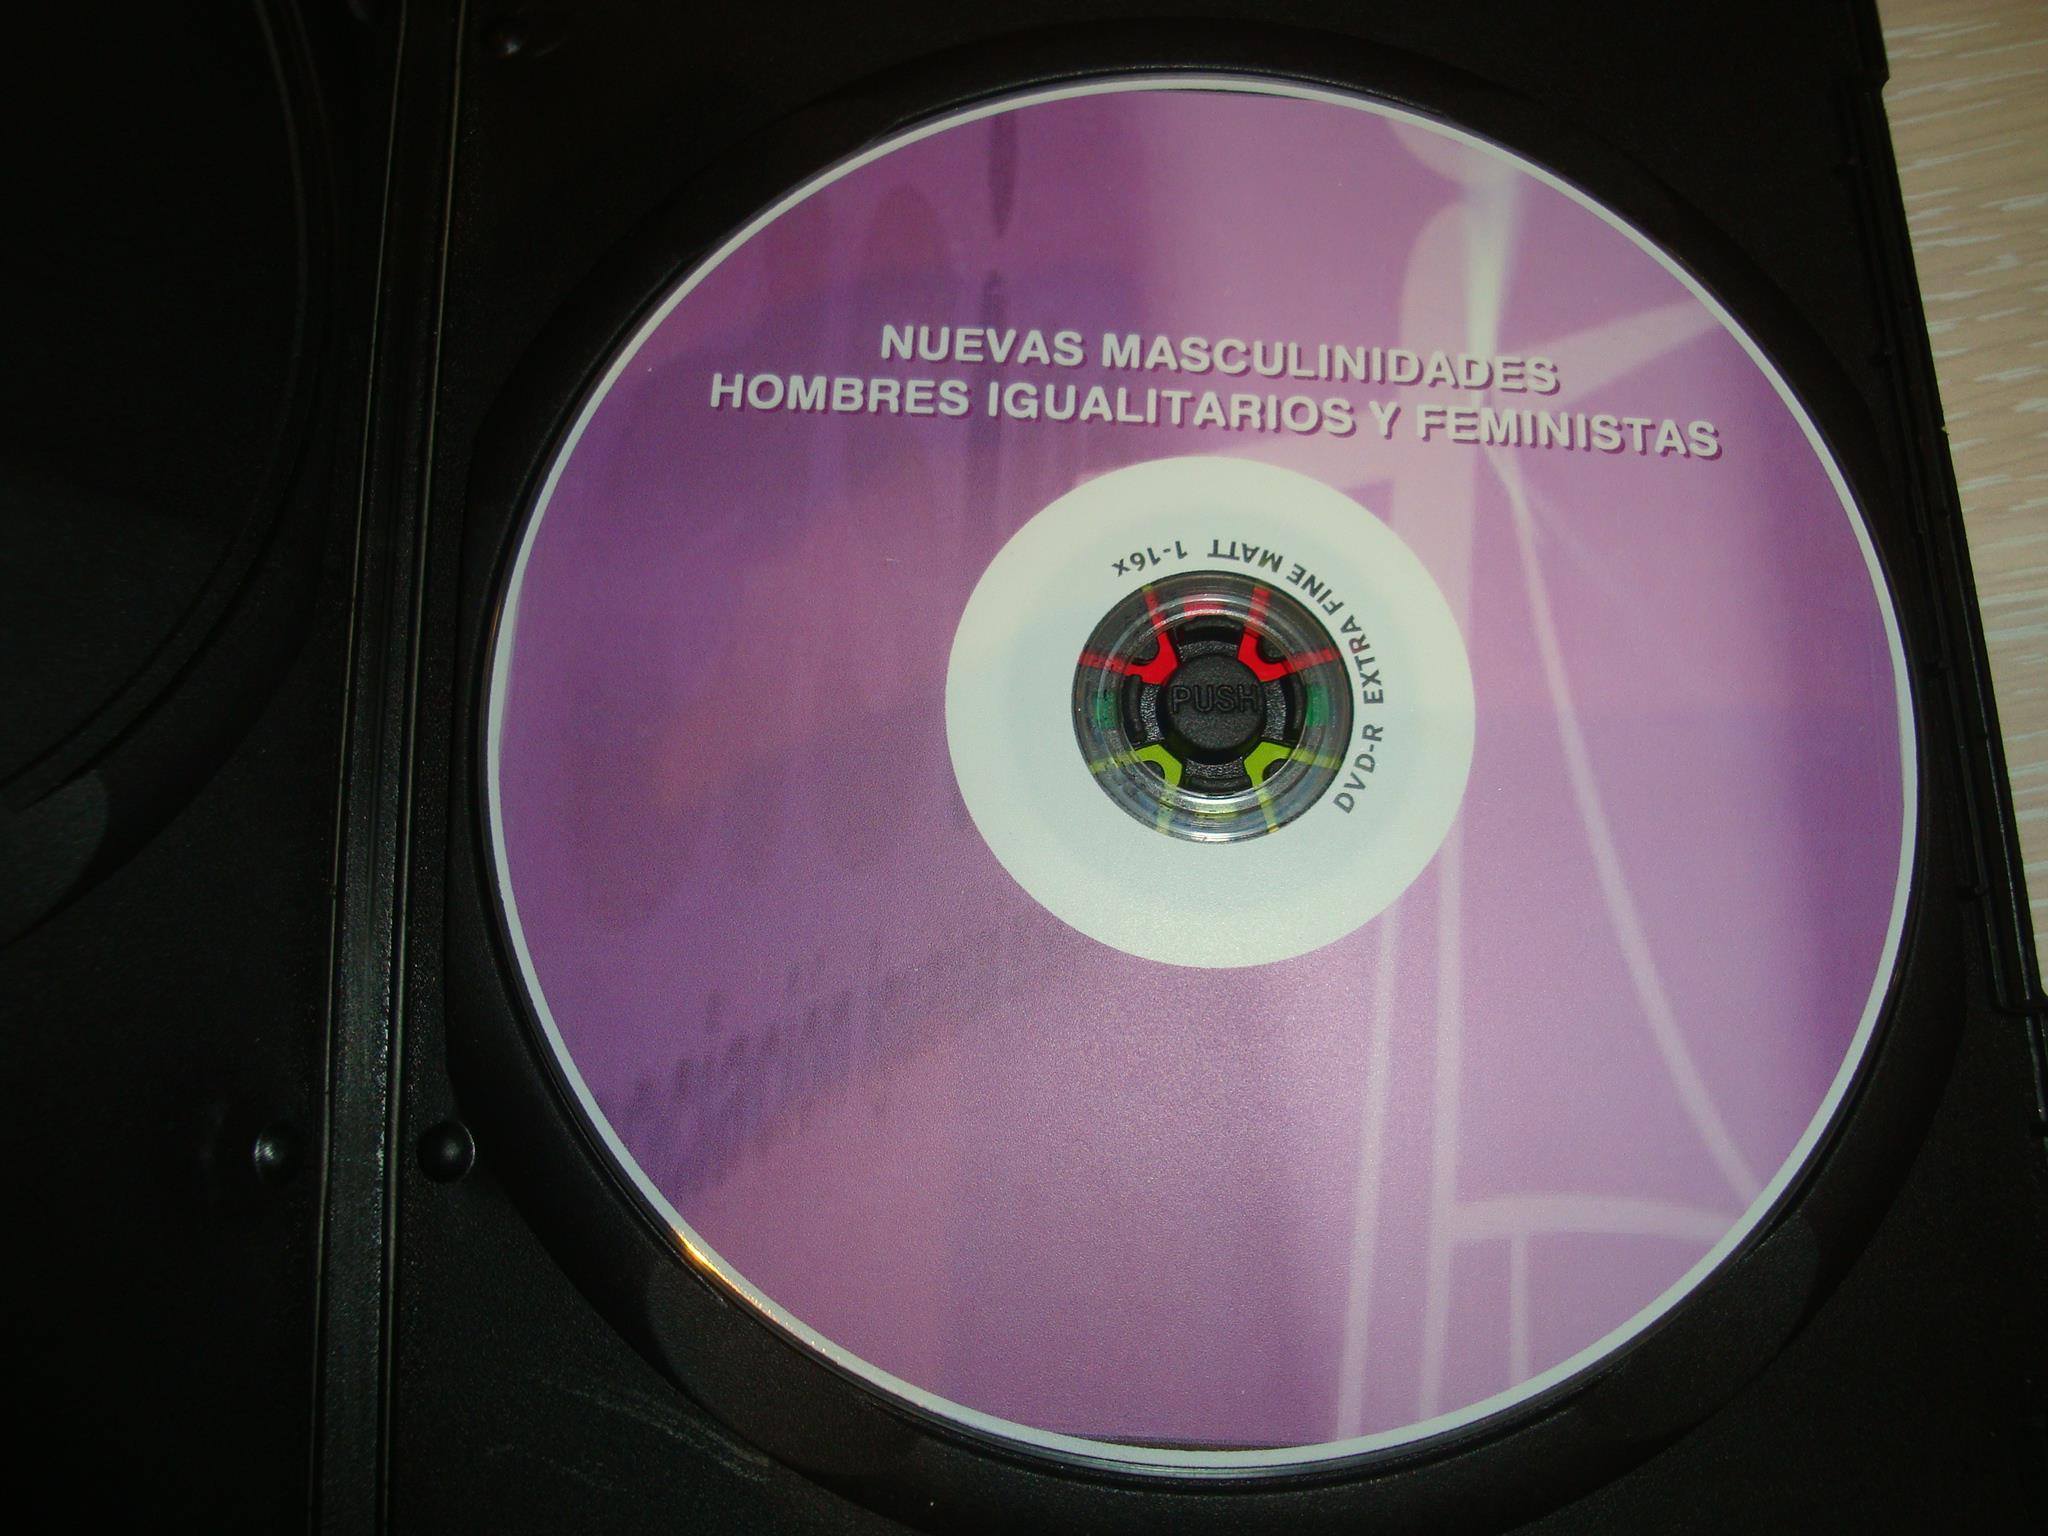 NUEVAS MASCULINIDADES
HOMBRES IGUALITARIOS Y FEMINISTAS
DVD-R EXTRA FINE MATT 1-16x
PUSH